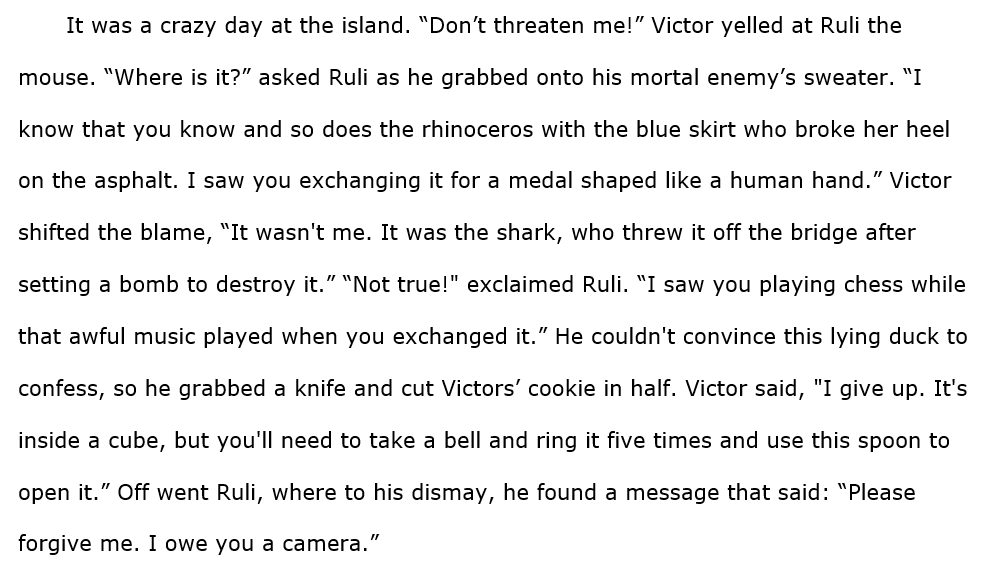 It was a crazy day at the island. “Don’t threaten me!” Victor yelled at Ruli the
mouse. “Where is it?” asked Ruli as he grabbed onto his mortal enemy’s sweater. “I
know that you know and so does the rhinoceros with the blue skirt who broke her heel
on the asphalt. I saw you exchanging it for a medal shaped like a human hand.” Victor
shifted the blame, “It wasn't me. It was the shark, who threw it off the bridge after
setting a bomb to destroy it.” “Not true!" exclaimed Ruli. “I saw you playing chess while
that awful music played when you exchanged it.” He couldn't convince this lying duck to
confess, so he grabbed a knife and cut Victors’ cookie in half. Victor said, "I give up. It's
inside a cube, but you'll need to take a bell and ring it five times and use this spoon to
open it.” Off went Ruli, where to his dismay, he found a message that said: “Please
forgive me. I owe you a camera.”